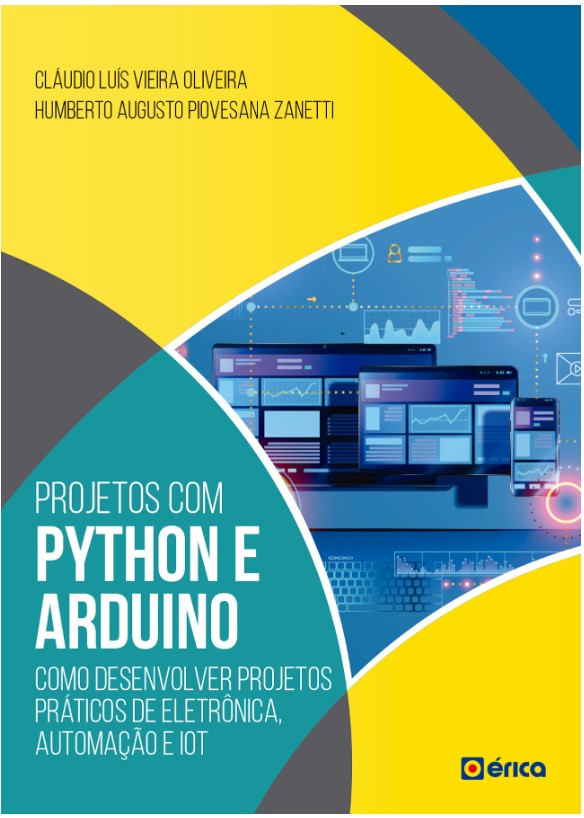 CLÁUDIO LUÍS VIEIRA OLIVEIRA
HUMBERTO AUGUSTO PIOVESANA ZANETTI
PROJETOS COM
PYTHON E
ARDUINO
COMO DESENVOLVER PROJETOS
PRÁTICOS DE ELETRÔNICA,
AUTOMAÇÃO E IOT
érica